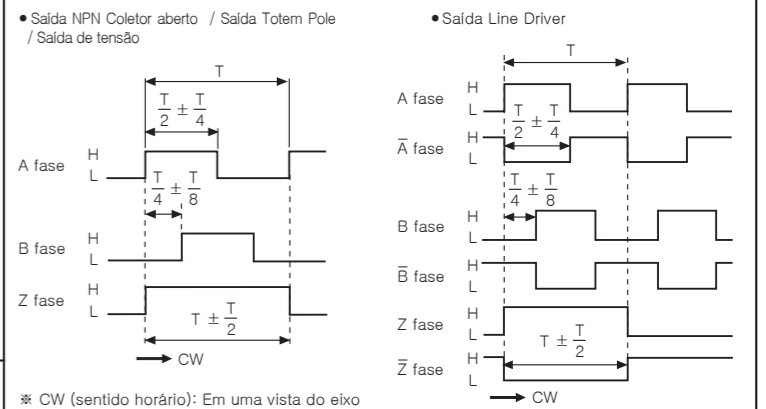 ● Saída NPN Coletor aberto / Saída Totem Pole
/ Saída de tensão
T
T/2 ± T/4
A fase H
L
T/4 ± T/8
B fase H
L
Z fase H
L
T ± T/2
CW
※ CW (sentido horário): Em uma vista do eixo
● Saída Line Driver
T
A fase H
L
T/2 ± T/4
A̅ fase H
L
T/4 ± T/8
B fase H
L
B̅ fase H
L
Z fase H
L
T ± T/2
Z̅ fase H
L
CW